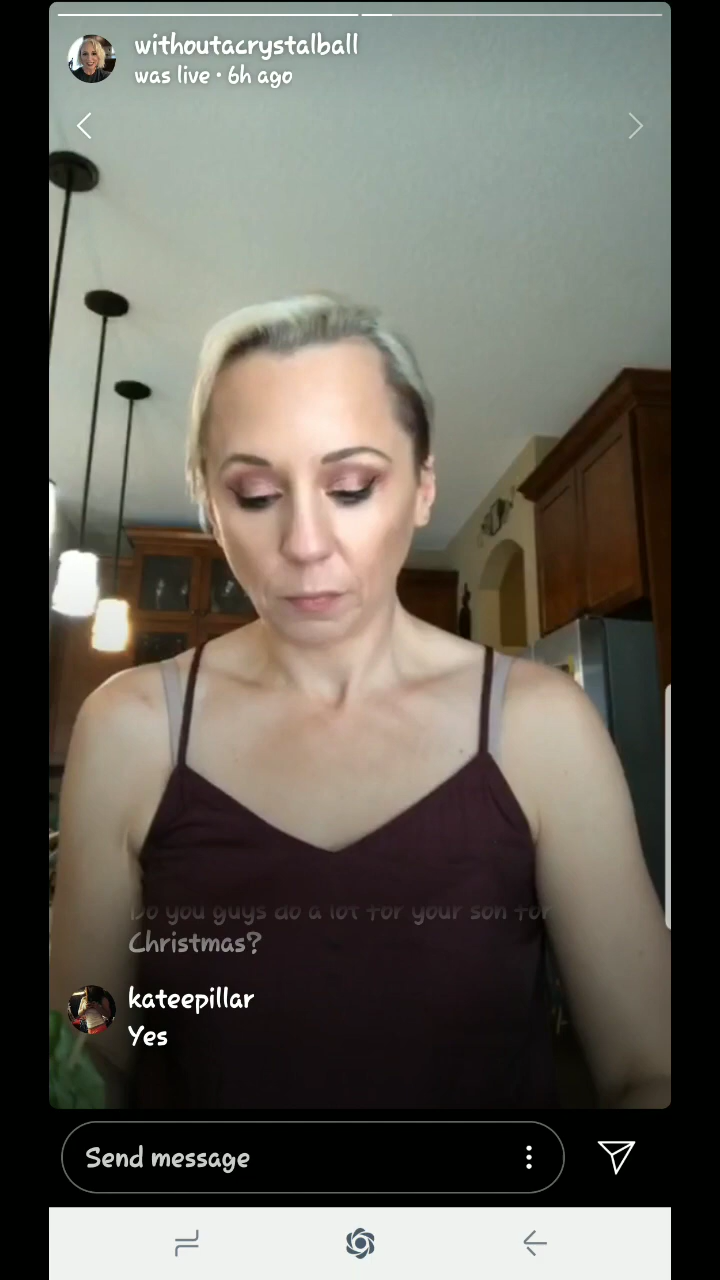 withoutacrystalball
was live • 6h ago
Do you guys do a lot for your son for
Christmas?
kateepillar
Yes
Send message